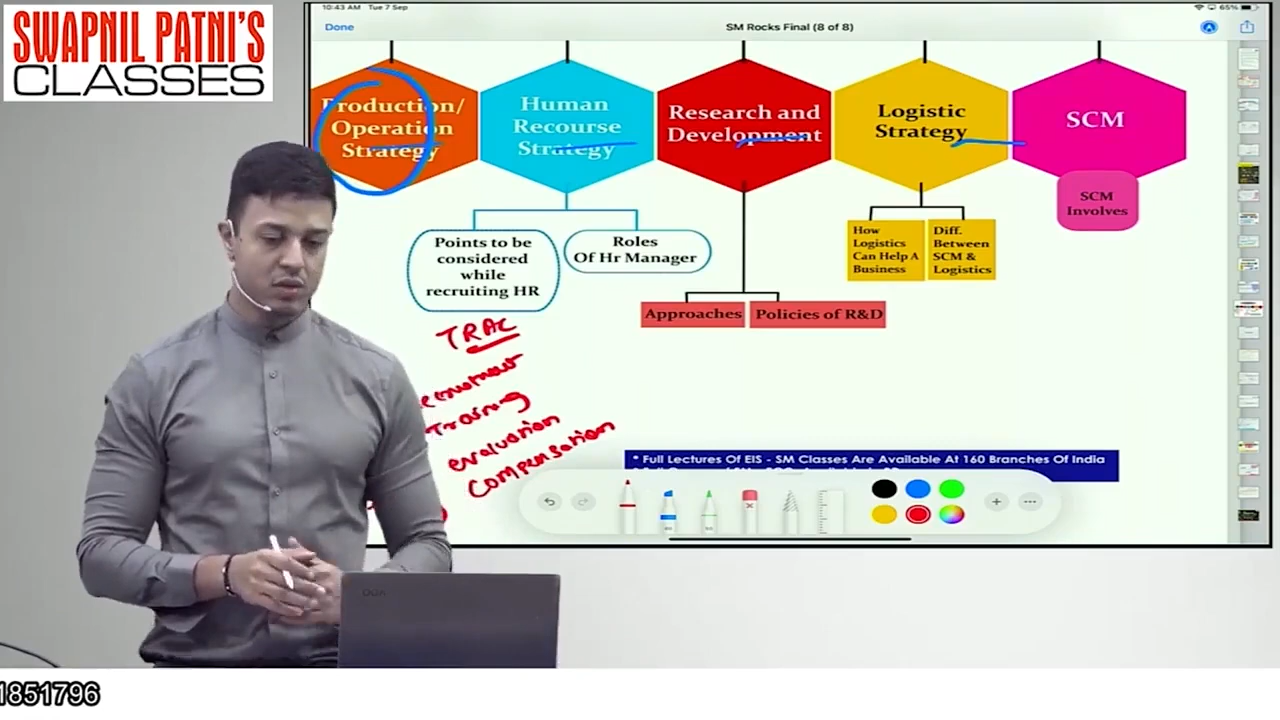 SWAPNIL PATNI'S
CLASSES
10:43 AM Tue 7 Sep
65%
Done
SM Rocks Final (8 of 8)
Production/
Operation
Strategy
Human
Recourse
Strategy
Research and
Development
Logistic
Strategy
SCM
SCM
Involves
Points to be
considered
while
recruiting HR
Roles
Of Hr Manager
How
Logistics
Can Help A
Business
Diff.
Between
SCM &
Logistics
Approaches
Policies of R&D
TRAC
Training
Evaluation
Compensation
* Full Lectures Of EIS - SM Classes Are Available At 160 Branches Of India
1851796